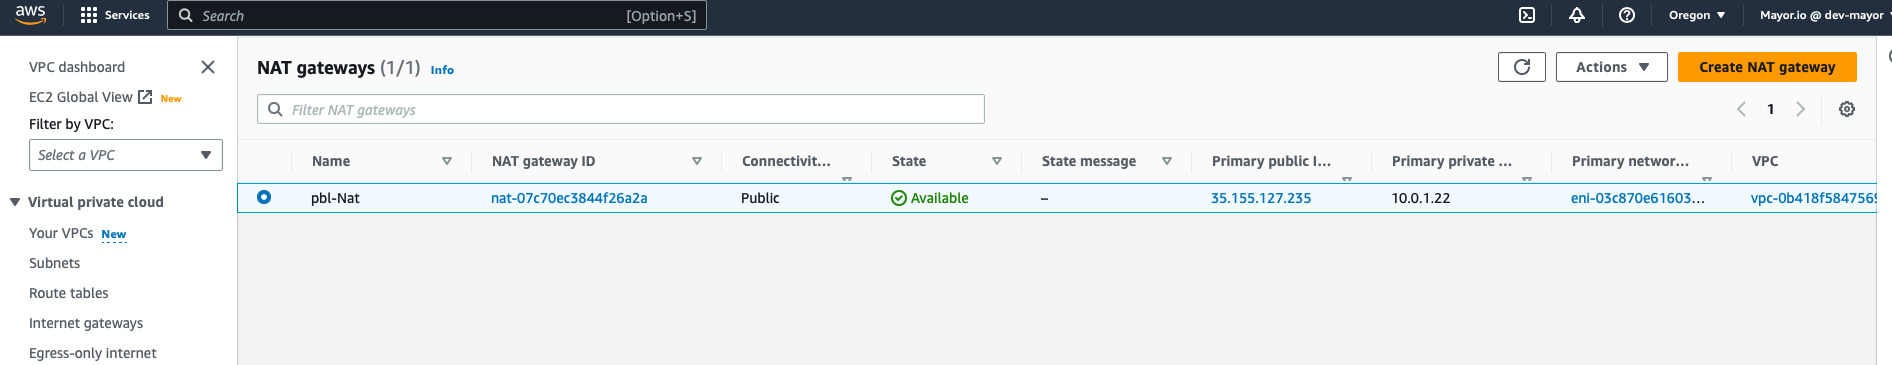 aws Services Search [Option+S] Oregon Mayor.io @ dev-mayor
VPC dashboard
EC2 Global View New
Filter by VPC:
Select a VPC
Virtual private cloud
Your VPCs New
Subnets
Route tables
Internet gateways
Egress-only internet
NAT gateways (1/1) Info
Actions
Create NAT gateway
Filter NAT gateways
1
Name NAT gateway ID Connectivit... State State message Primary public I... Primary private ... Primary networ... VPC
pbl-Nat nat-07c70ec3844f26a2a Public Available – 35.155.127.235 10.0.1.22 eni-03c870e61603... vpc-0b418f5847569